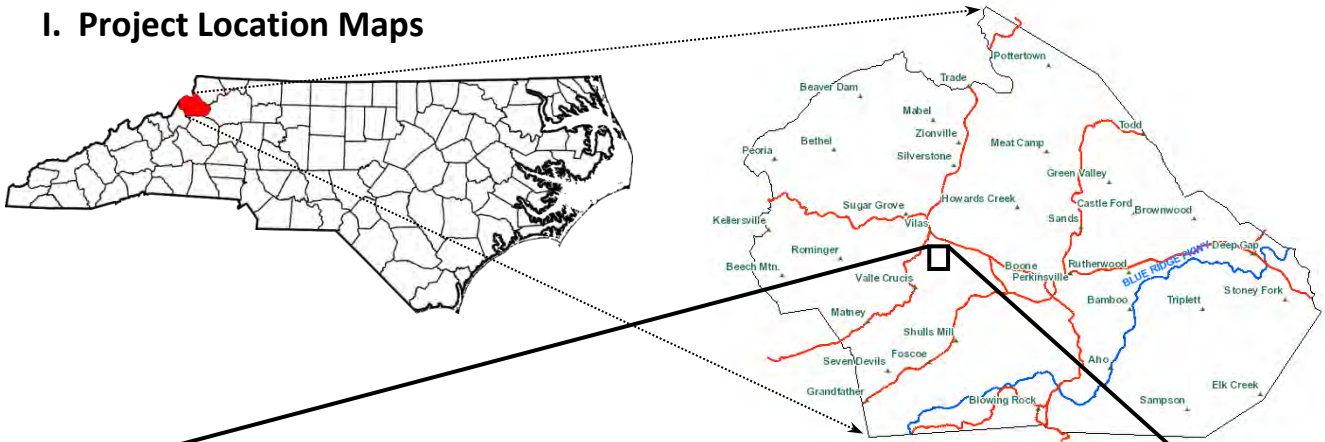 I. Project Location Maps
Pottertown
Trade
Beaver Dam
Mabel
Zionville
Todd
Bethel
Meat Camp
Peoria
Silverstone
Green Valley
Sugar Grove
Howards Creek
Castle Ford
Brownwood
Kellersville
Vilas
Sands
Rominger
Deep Gap
BLUE RIDGE PKWY
Beech Mtn.
Boone
Rutherwood
Perkinsville
Valle Crucis
Stoney Fork
Bamboo
Triplett
Matney
Shulls Mill
Seven Devils
Foscoe
Aho
Grandfather
Elk Creek
Blowing Rock
Sampson